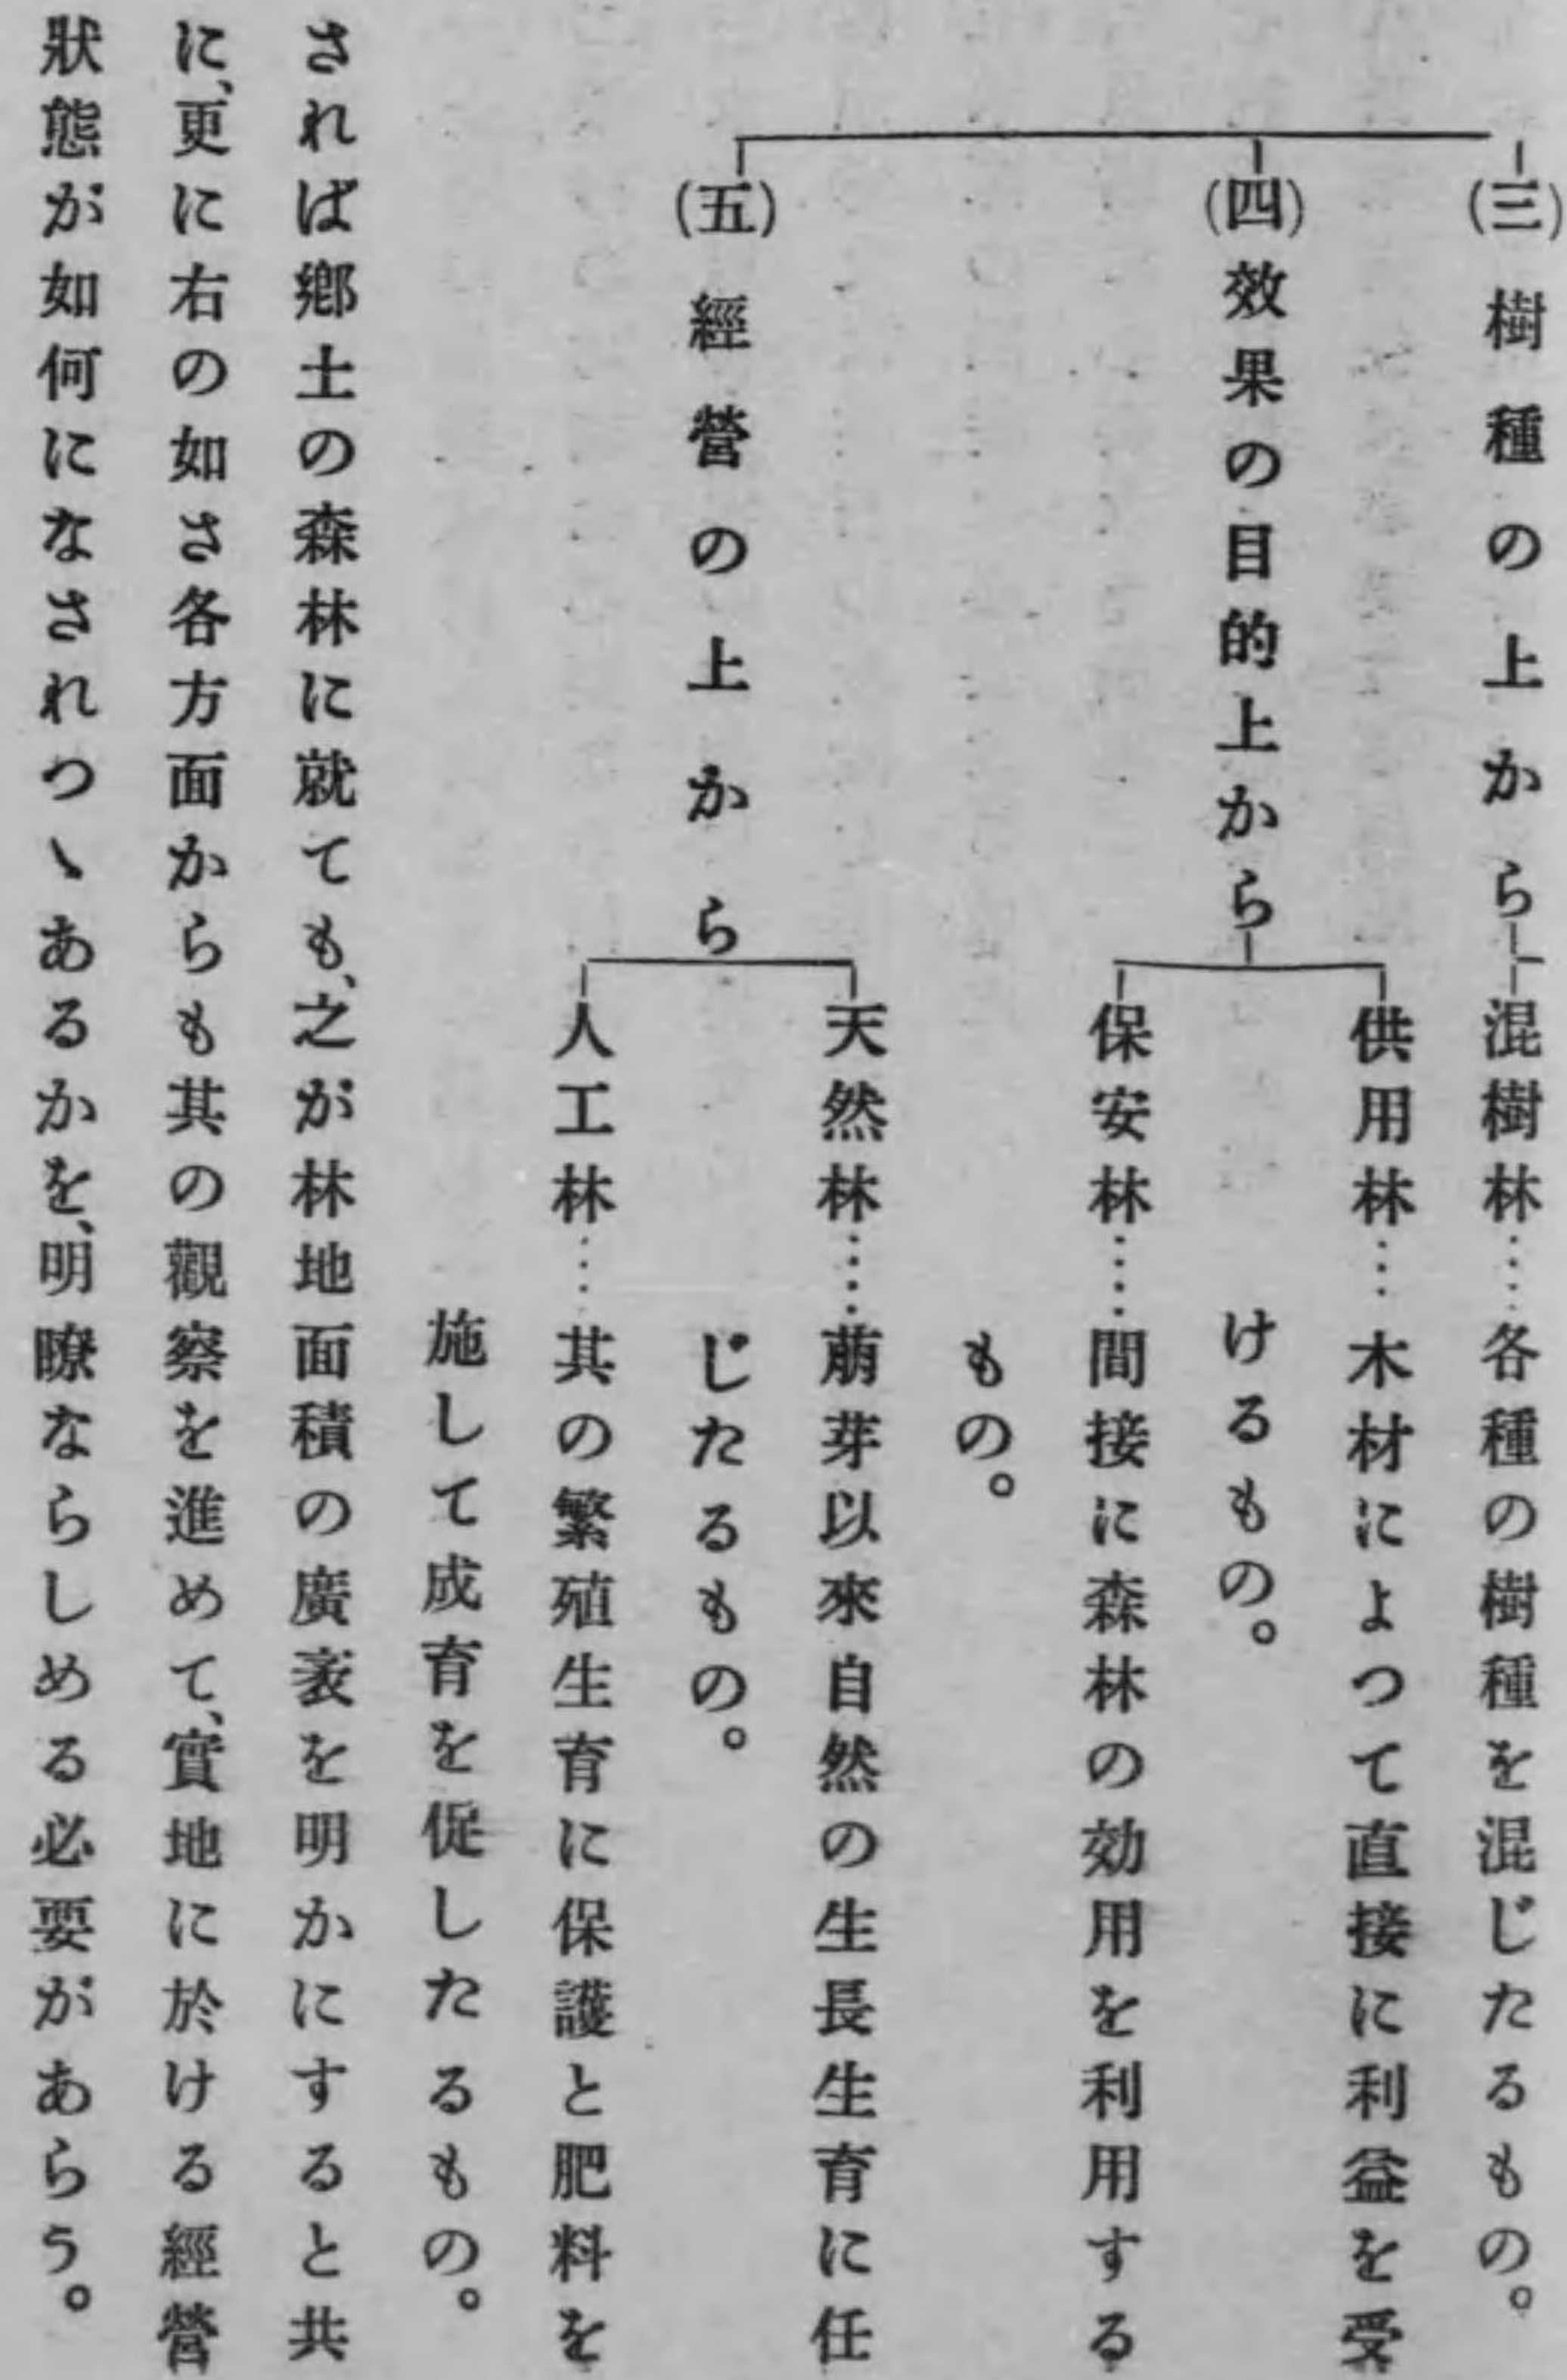 (三)樹種の上から
混樹林……各種の樹種を混じたるもの。
(四)效果の目的上から
供用林……木材によつて直接に利益を受
けるもの。
保安林……間接に森林の効用を利用する
もの。
(五)經營の上から
天然林……萠芽以來自然の生長生育に任
じたるもの。
人工林……其の繁殖生育に保護と肥料を
施して成育を促したるもの。
されば鄕土の森林に就ても、之が林地面積の廣袤を明かにすると共
に、更に右の如き各方面からも其の觀察を進めて、實地に於ける經營
狀態が如何になされつゝあるかを、明瞭ならしめる必要があらう。